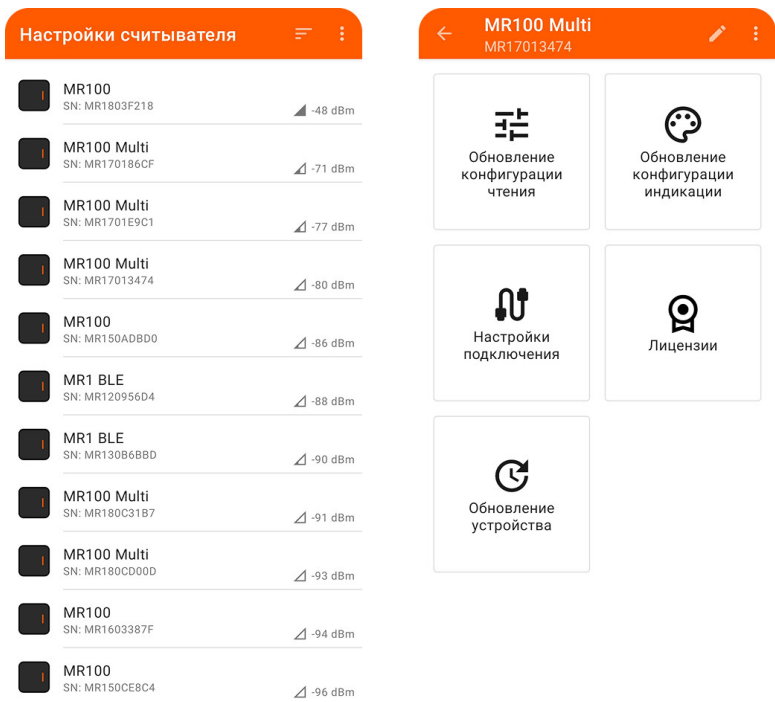 Настройки считывателя
MR100
SN: MR1803F218
-48 dBm
MR100 Multi
SN: MR170186CF
-71 dBm
MR100 Multi
SN: MR1701E9C1
-77 dBm
MR100 Multi
SN: MR17013474
-80 dBm
MR100
SN: MR150ADBD0
-86 dBm
MR1 BLE
SN: MR120956D4
-88 dBm
MR1 BLE
SN: MR130B6BBD
-90 dBm
MR100 Multi
SN: MR180C31B7
-91 dBm
MR100 Multi
SN: MR180CD00D
-93 dBm
MR100
SN: MR1603387F
-94 dBm
MR100
SN: MR150CE8C4
-96 dBm
MR100 Multi
MR17013474
Обновление
конфигурации
чтения
Обновление
конфигурации
индикации
Настройки
подключения
Лицензии
Обновление
устройства